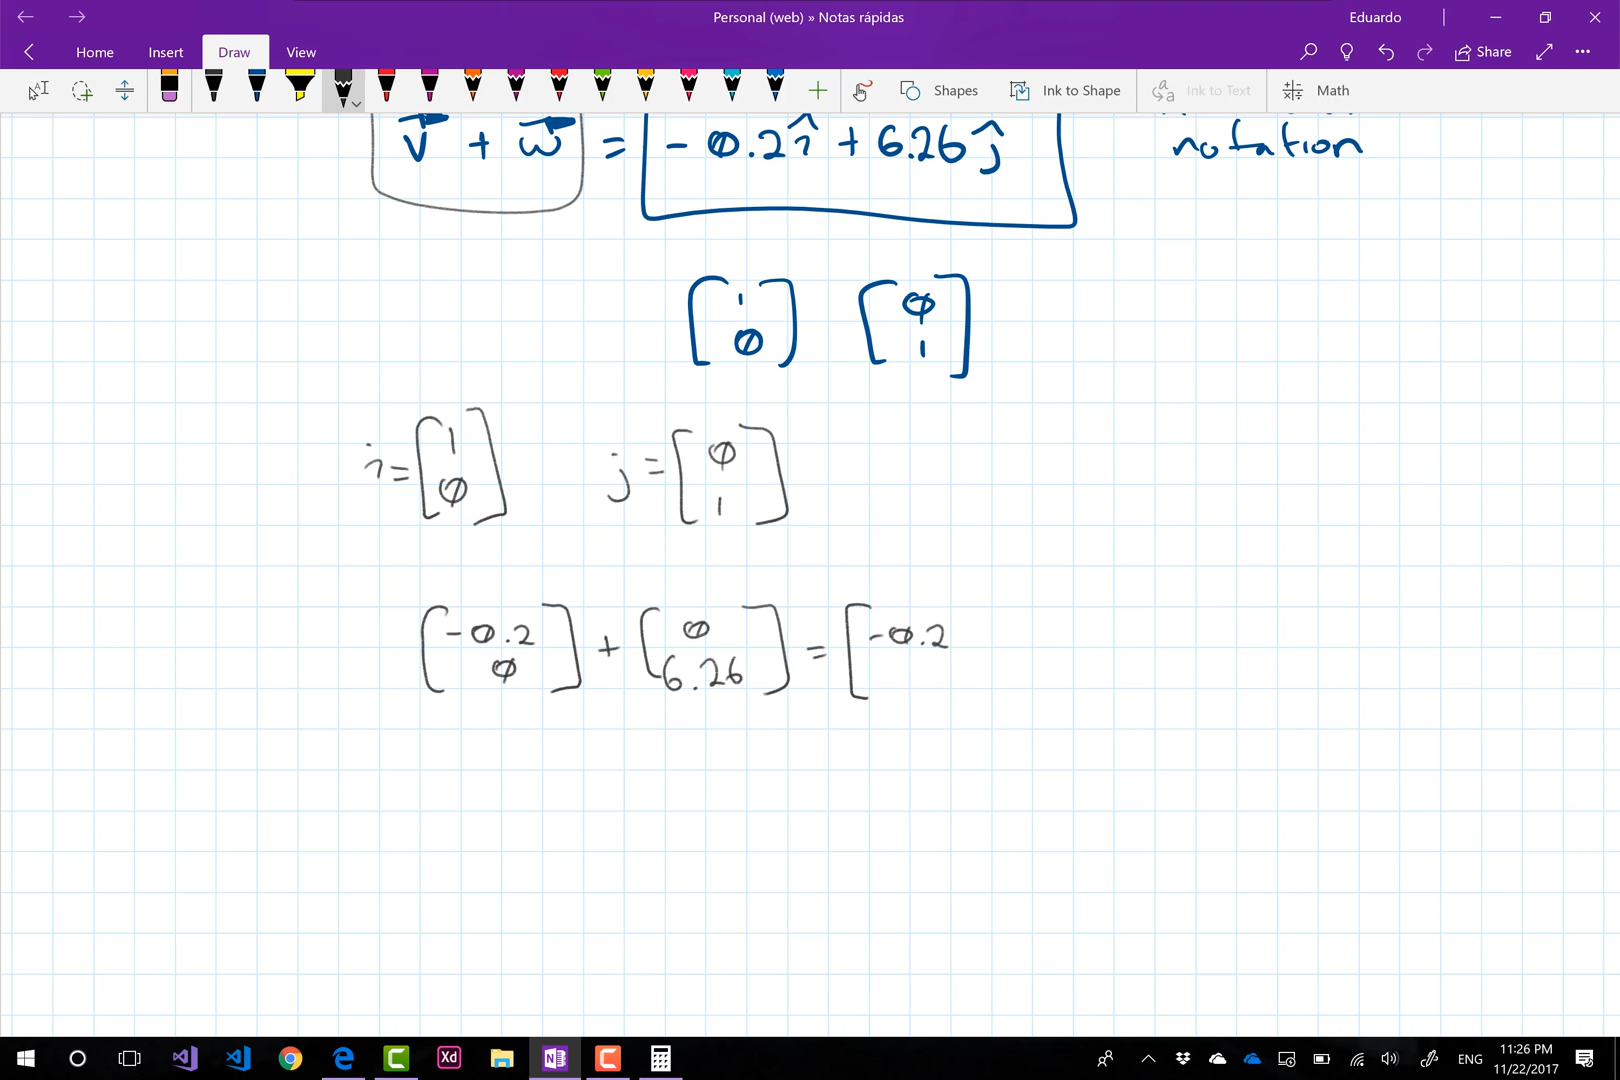 Personal (web) » Notas rápidas
Eduardo
Home Insert Draw View
Share
Shapes Ink to Shape Ink to Text Math
v⃗ + w⃗ = -0.2î + 6.26ĵ
notation
[1 0] [0 1]
i = [1 0] j = [0 1]
[-0.2 0] + [0 6.26] = [-0.2
Xd
N
ENG
11:26 PM
11/22/2017